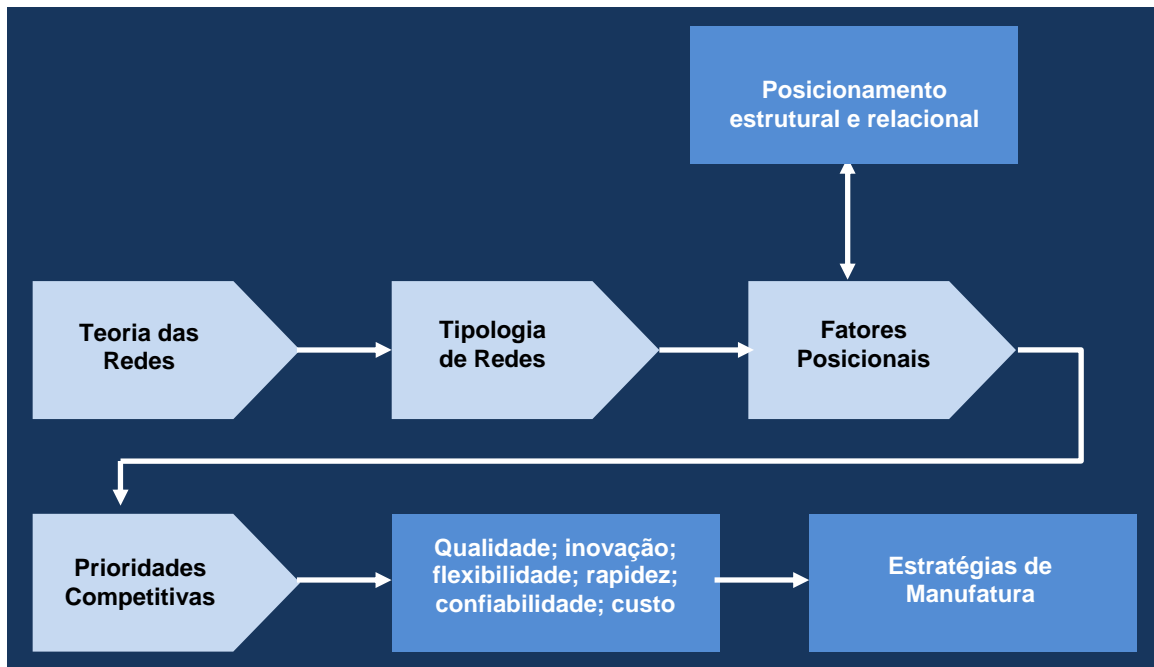 Posicionamento
estrutural e relacional
Teoria das
Redes
Tipologia
de Redes
Fatores
Posicionais
Prioridades
Competitivas
Qualidade; inovação;
flexibilidade; rapidez;
confiabilidade; custo
Estratégias de
Manufatura